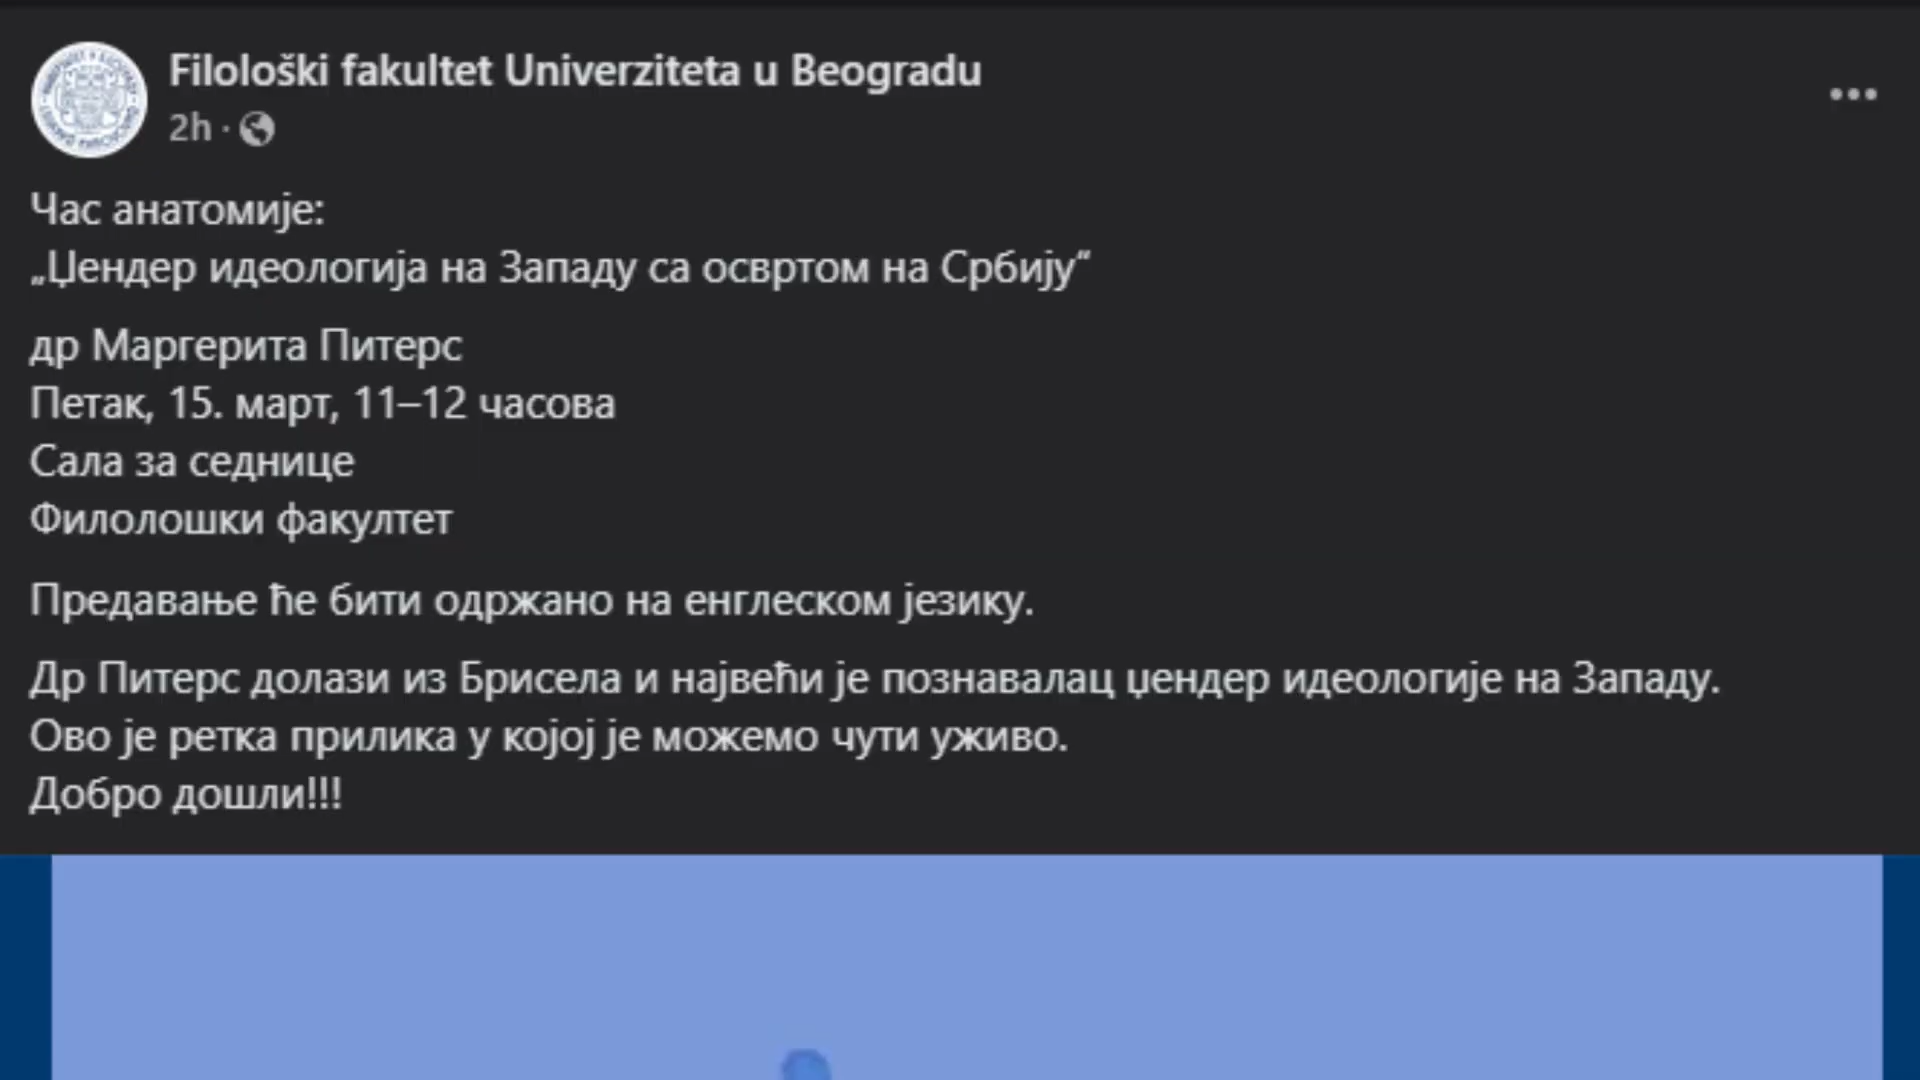 Filološki fakultet Univerziteta u Beogradu
2h ·
Час анатомије:
„Џендер идеологија на Западу са освртом на Србију“
др Маргерита Питерс
Петак, 15. март, 11–12 часова
Сала за седнице
Филолошки факултет
Предавање ће бити одржано на енглеском језику.
Др Питерс долази из Брисела и највећи је познавалац џендер идеологије на Западу.
Ово је ретка прилика у којој је можемо чути уживо.
Добро дошли!!!